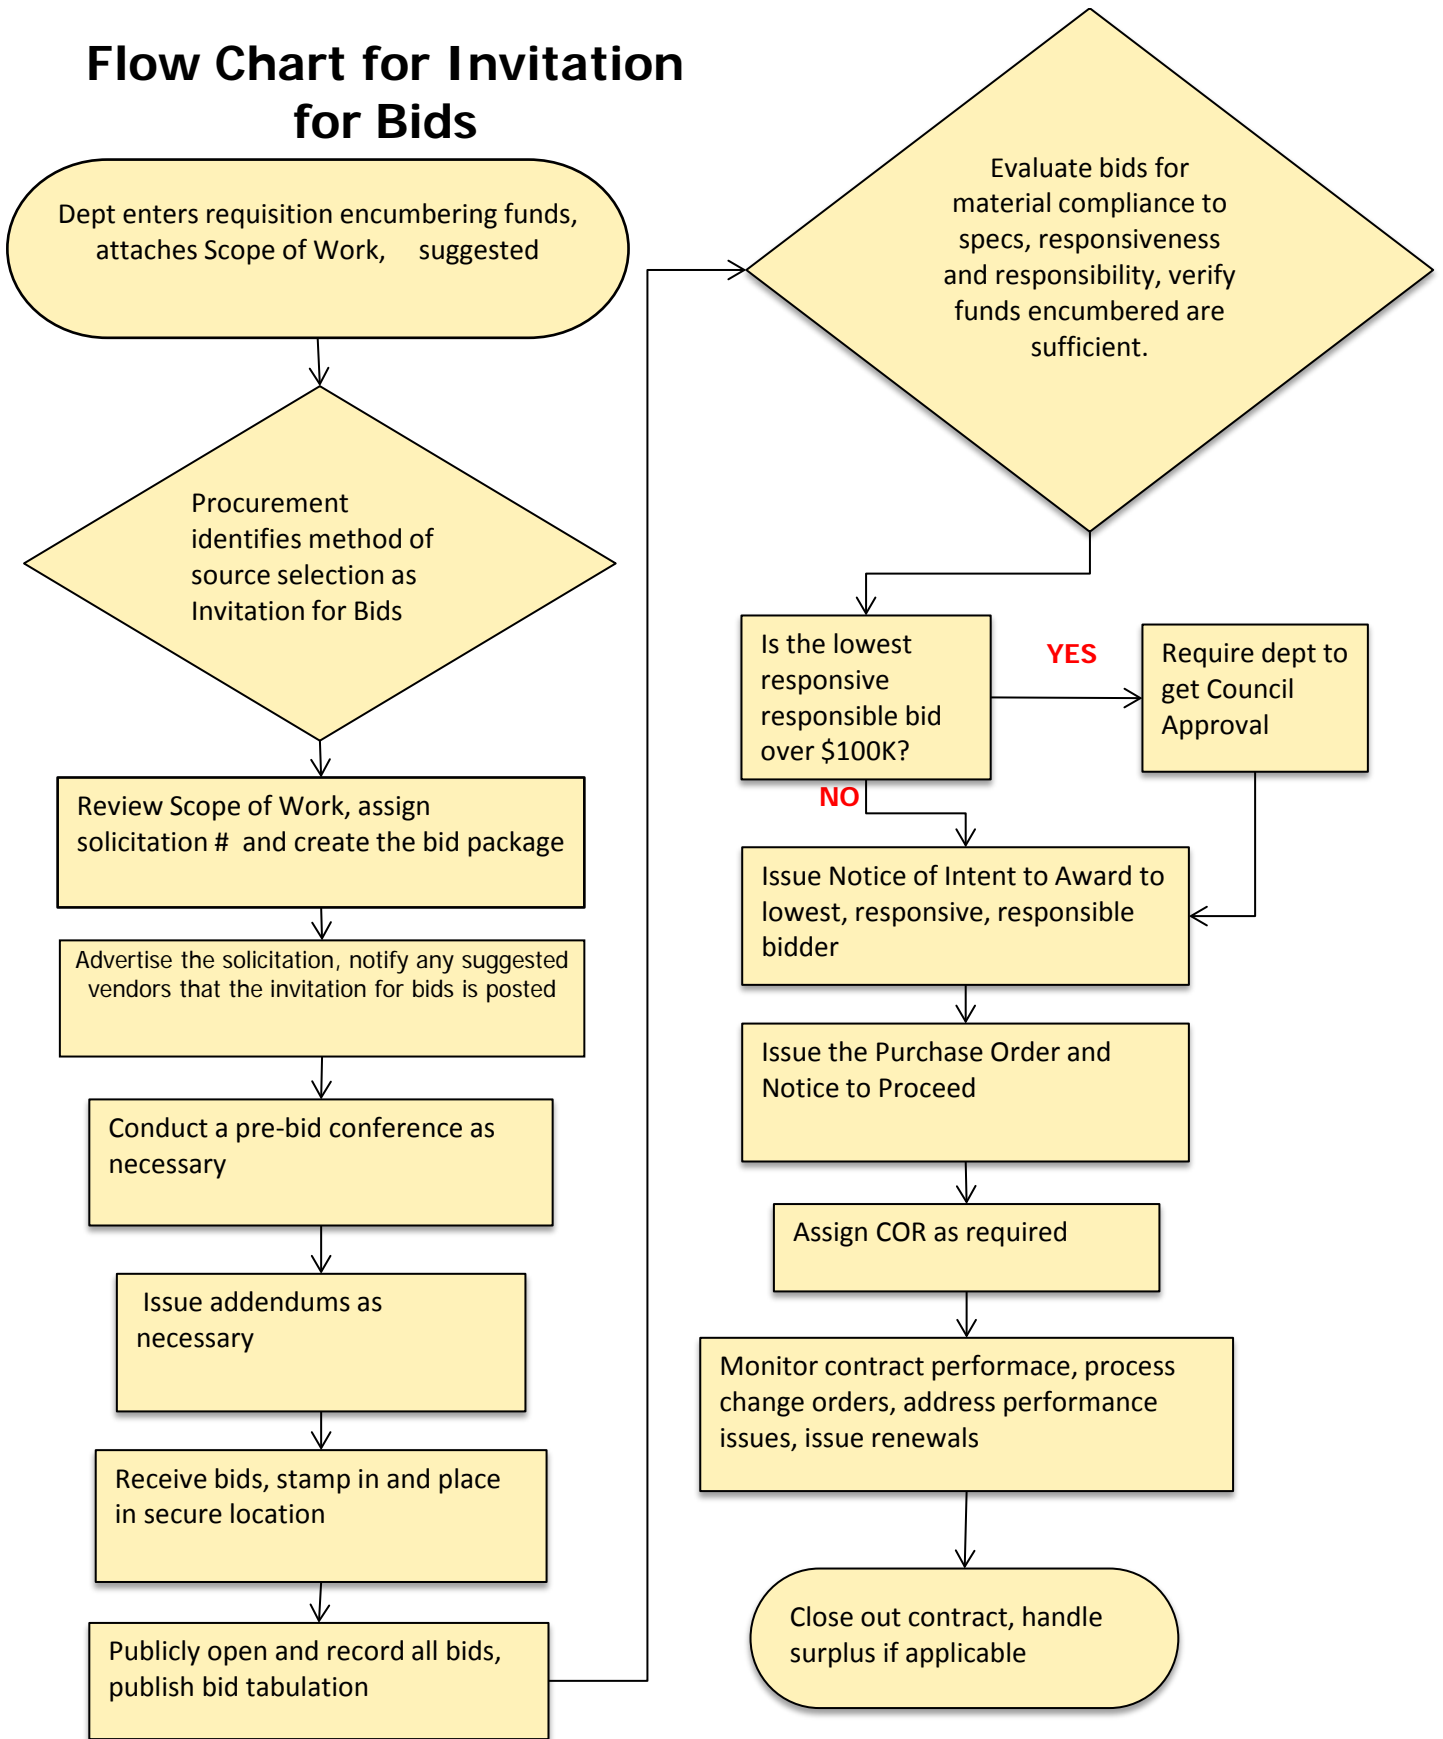 Flow Chart for Invitation
for Bids
Dept enters requisition encumbering funds,
attaches Scope of Work, suggested
Procurement
identifies method of
source selection as
Invitation for Bids
Review Scope of Work, assign
solicitation # and create the bid package
Advertise the solicitation, notify any suggested
vendors that the invitation for bids is posted
Conduct a pre-bid conference as
necessary
Issue addendums as
necessary
Receive bids, stamp in and place
in secure location
Publicly open and record all bids,
publish bid tabulation
Evaluate bids for
material compliance to
specs, responsiveness
and responsibility, verify
funds encumbered are
sufficient.
Is the lowest
responsive
responsible bid
over $100K?
YES
Require dept to
get Council
Approval
NO
Issue Notice of Intent to Award to
lowest, responsive, responsible
bidder
Issue the Purchase Order and
Notice to Proceed
Assign COR as required
Monitor contract performace, process
change orders, address performance
issues, issue renewals
Close out contract, handle
surplus if applicable